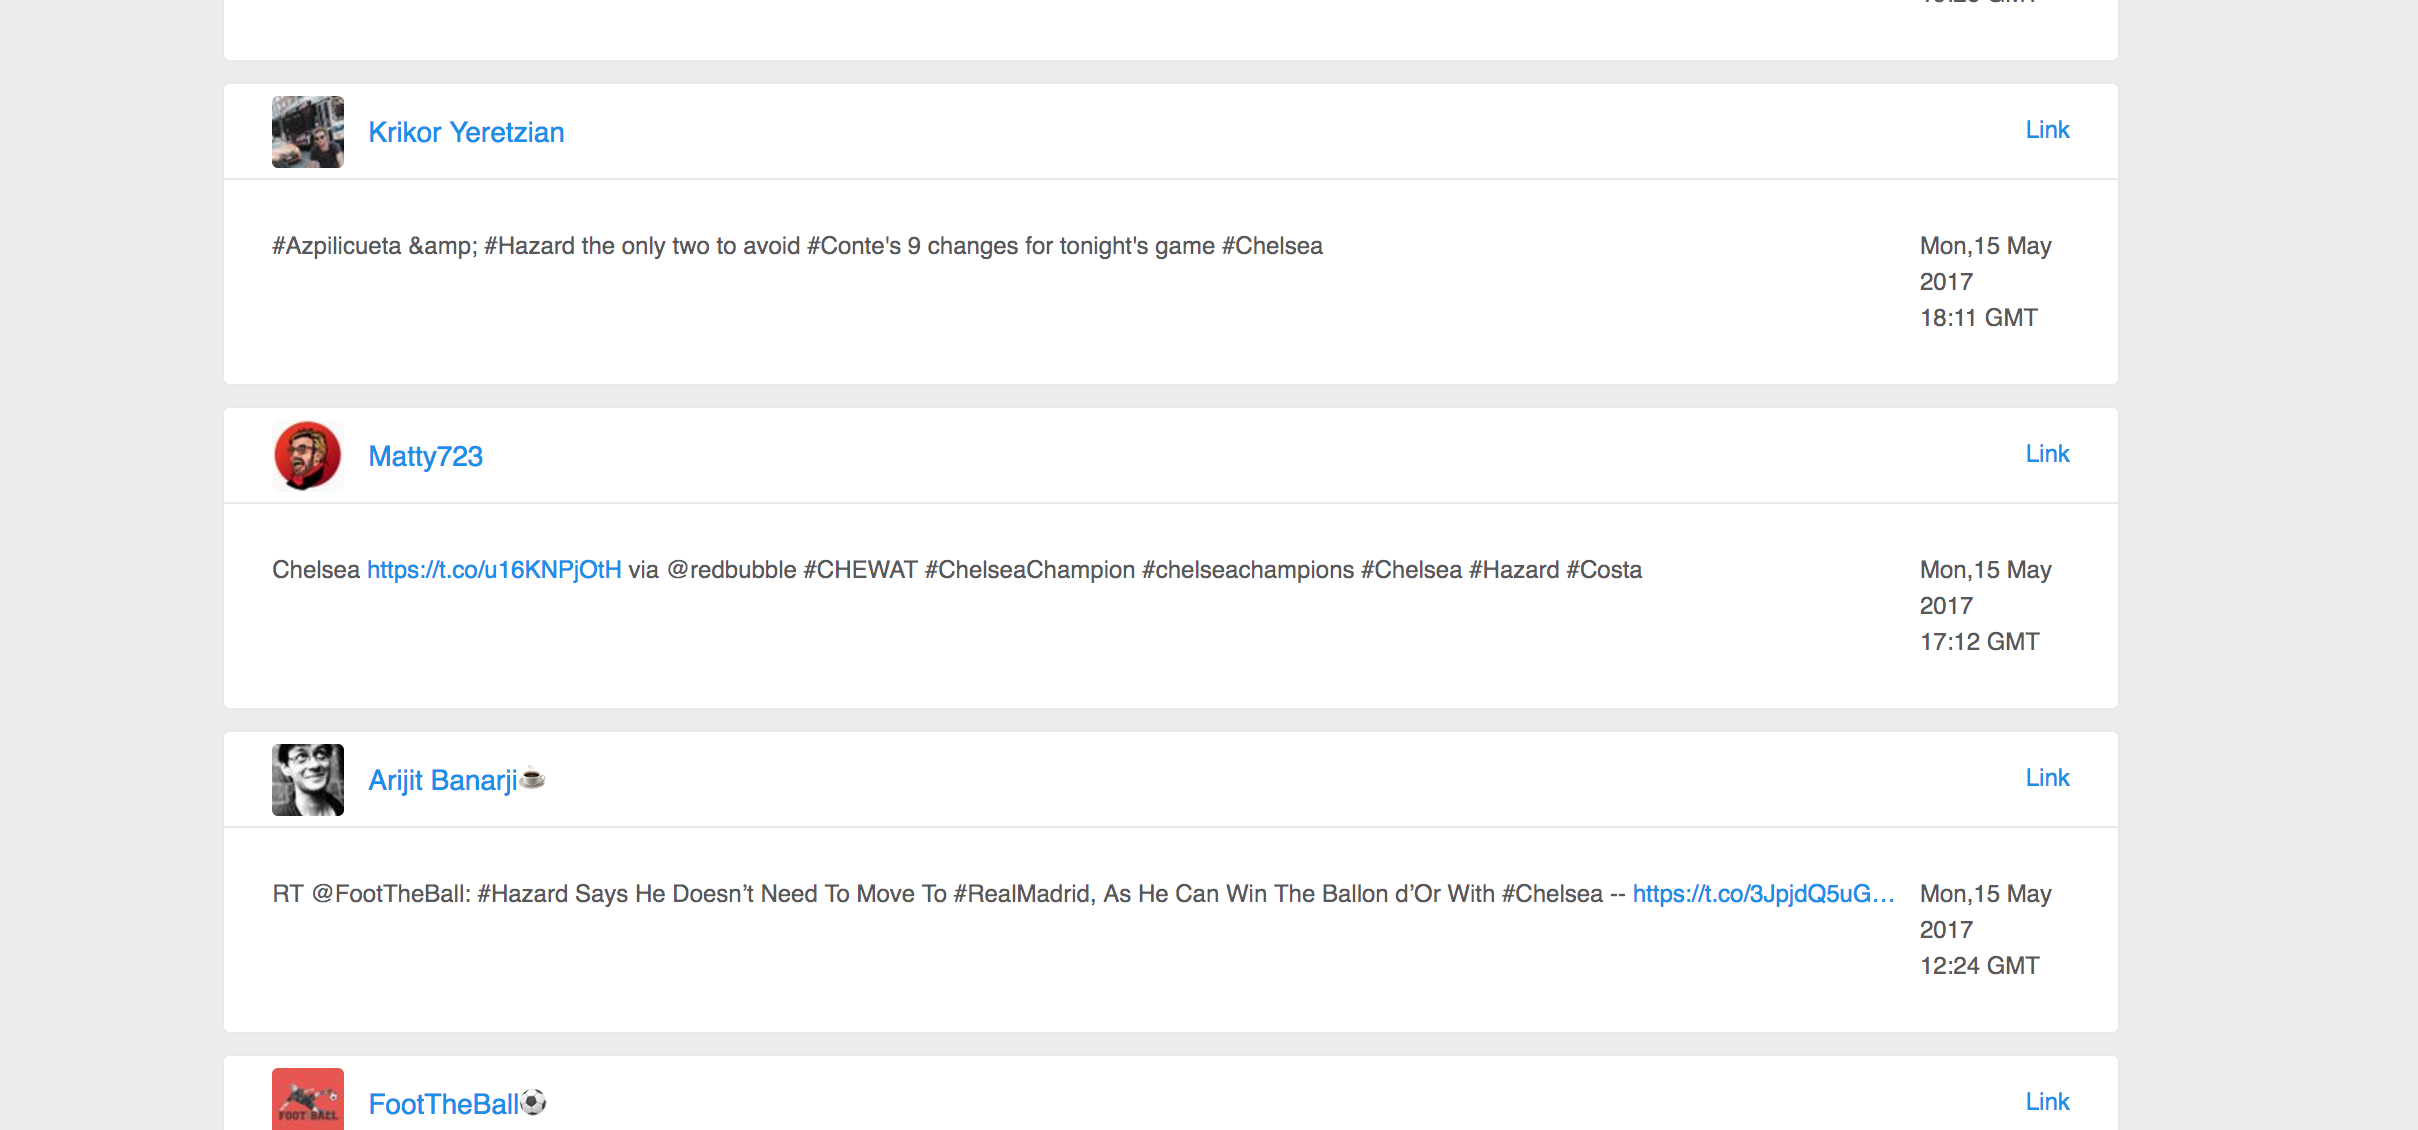 Krikor Yeretzian
Link
#Azpilicueta &amp; #Hazard the only two to avoid #Conte's 9 changes for tonight's game #Chelsea
Mon,15 May
2017
18:11 GMT
Matty723
Link
Chelsea https://t.co/u16KNPjOtH via @redbubble #CHEWAT #ChelseaChampion #chelseachampions #Chelsea #Hazard #Costa
Mon,15 May
2017
17:12 GMT
Arijit Banarji☕
Link
RT @FootTheBall: #Hazard Says He Doesn’t Need To Move To #RealMadrid, As He Can Win The Ballon d’Or With #Chelsea -- https://t.co/3JpjdQ5uG…
Mon,15 May
2017
12:24 GMT
FOOT BALL
FootTheBall⚽
Link